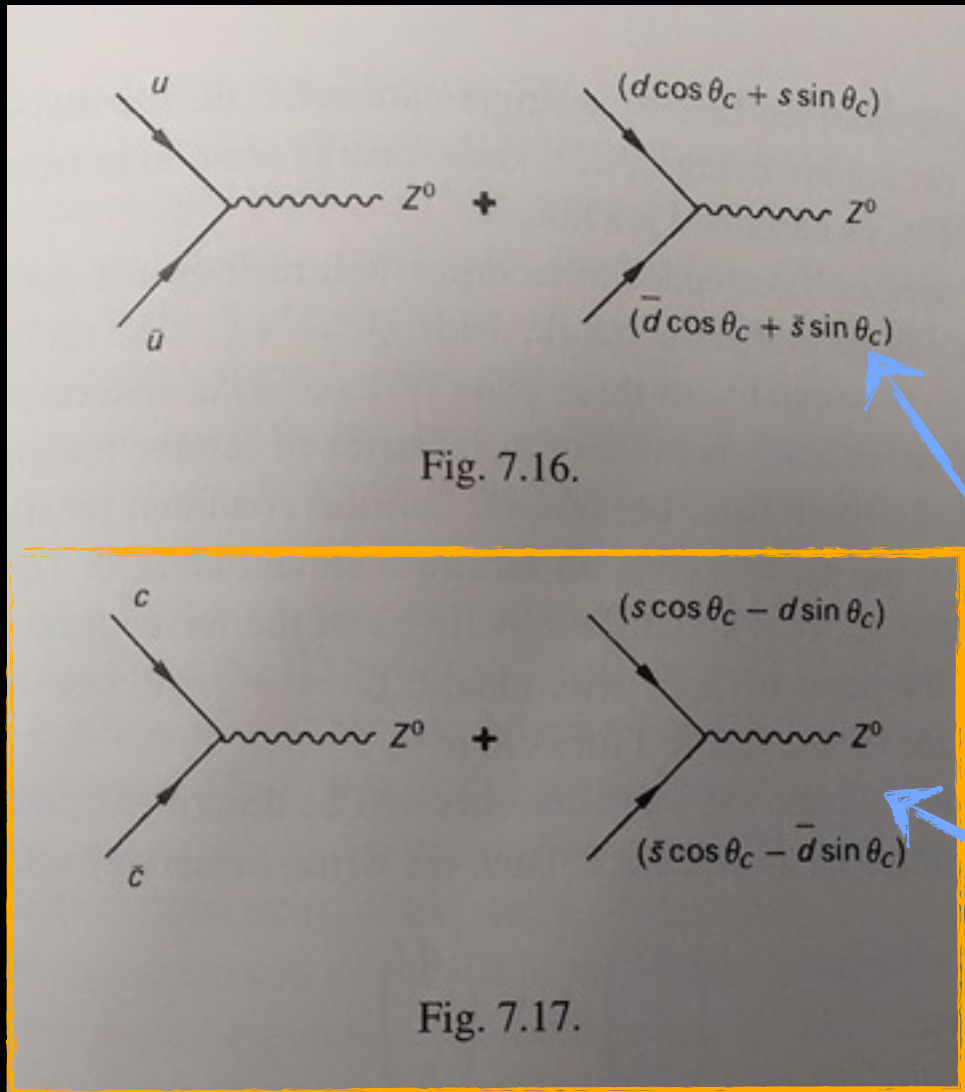 u
(d cos θC + s sin θC)
Z⁰ + Z⁰
ū
(d̄ cos θC + s̄ sin θC)
Fig. 7.16.
c
(s cos θC − d sin θC)
Z⁰ + Z⁰
c̄
(s̄ cos θC − d̄ sin θC)
Fig. 7.17.